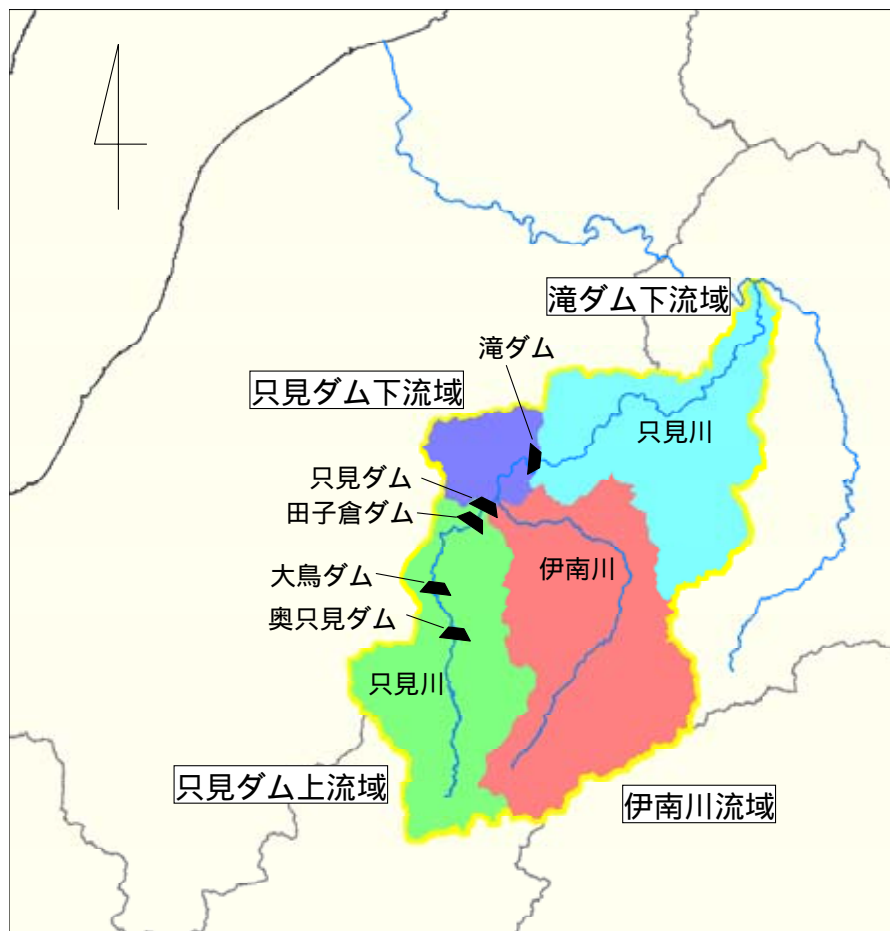 滝ダム下流域
滝ダム
只見ダム下流域
只見川
只見ダム
田子倉ダム
伊南川
大鳥ダム
奥只見ダム
只見川
只見ダム上流域
伊南川流域